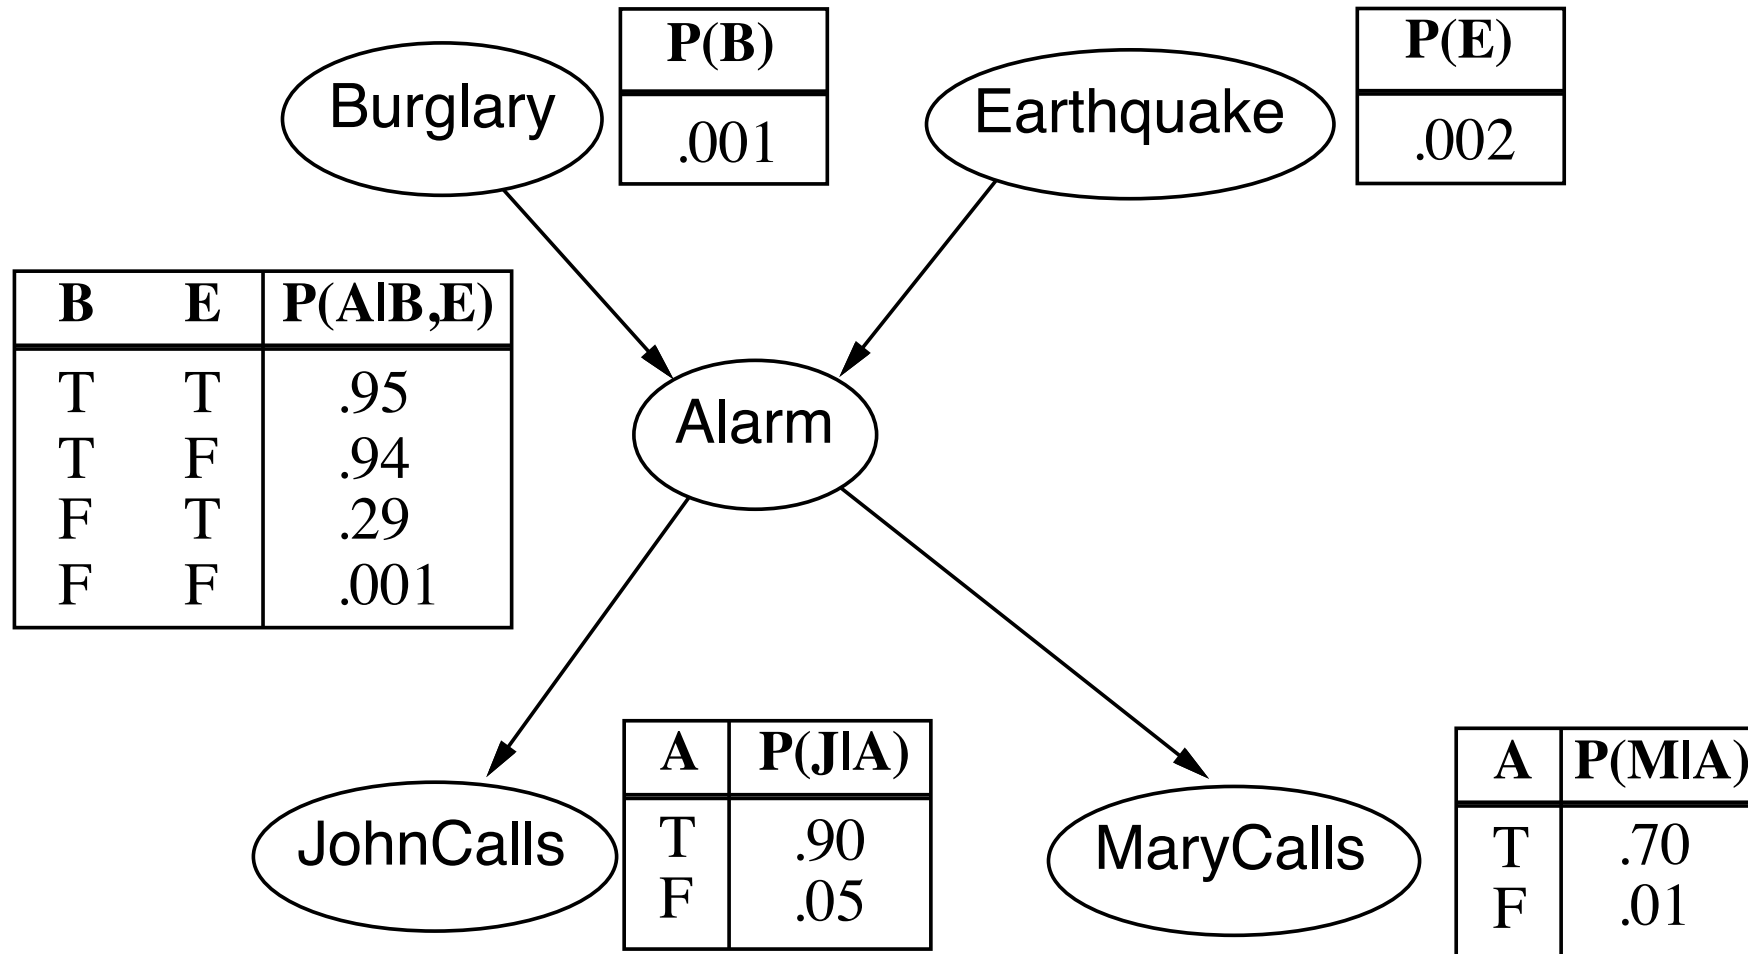 Burglary
P(B)
.001
Earthquake
P(E)
.002
B E P(A|B,E)
T T .95
T F .94
F T .29
F F .001
Alarm
JohnCalls
A P(J|A)
T .90
F .05
MaryCalls
A P(M|A)
T .70
F .01